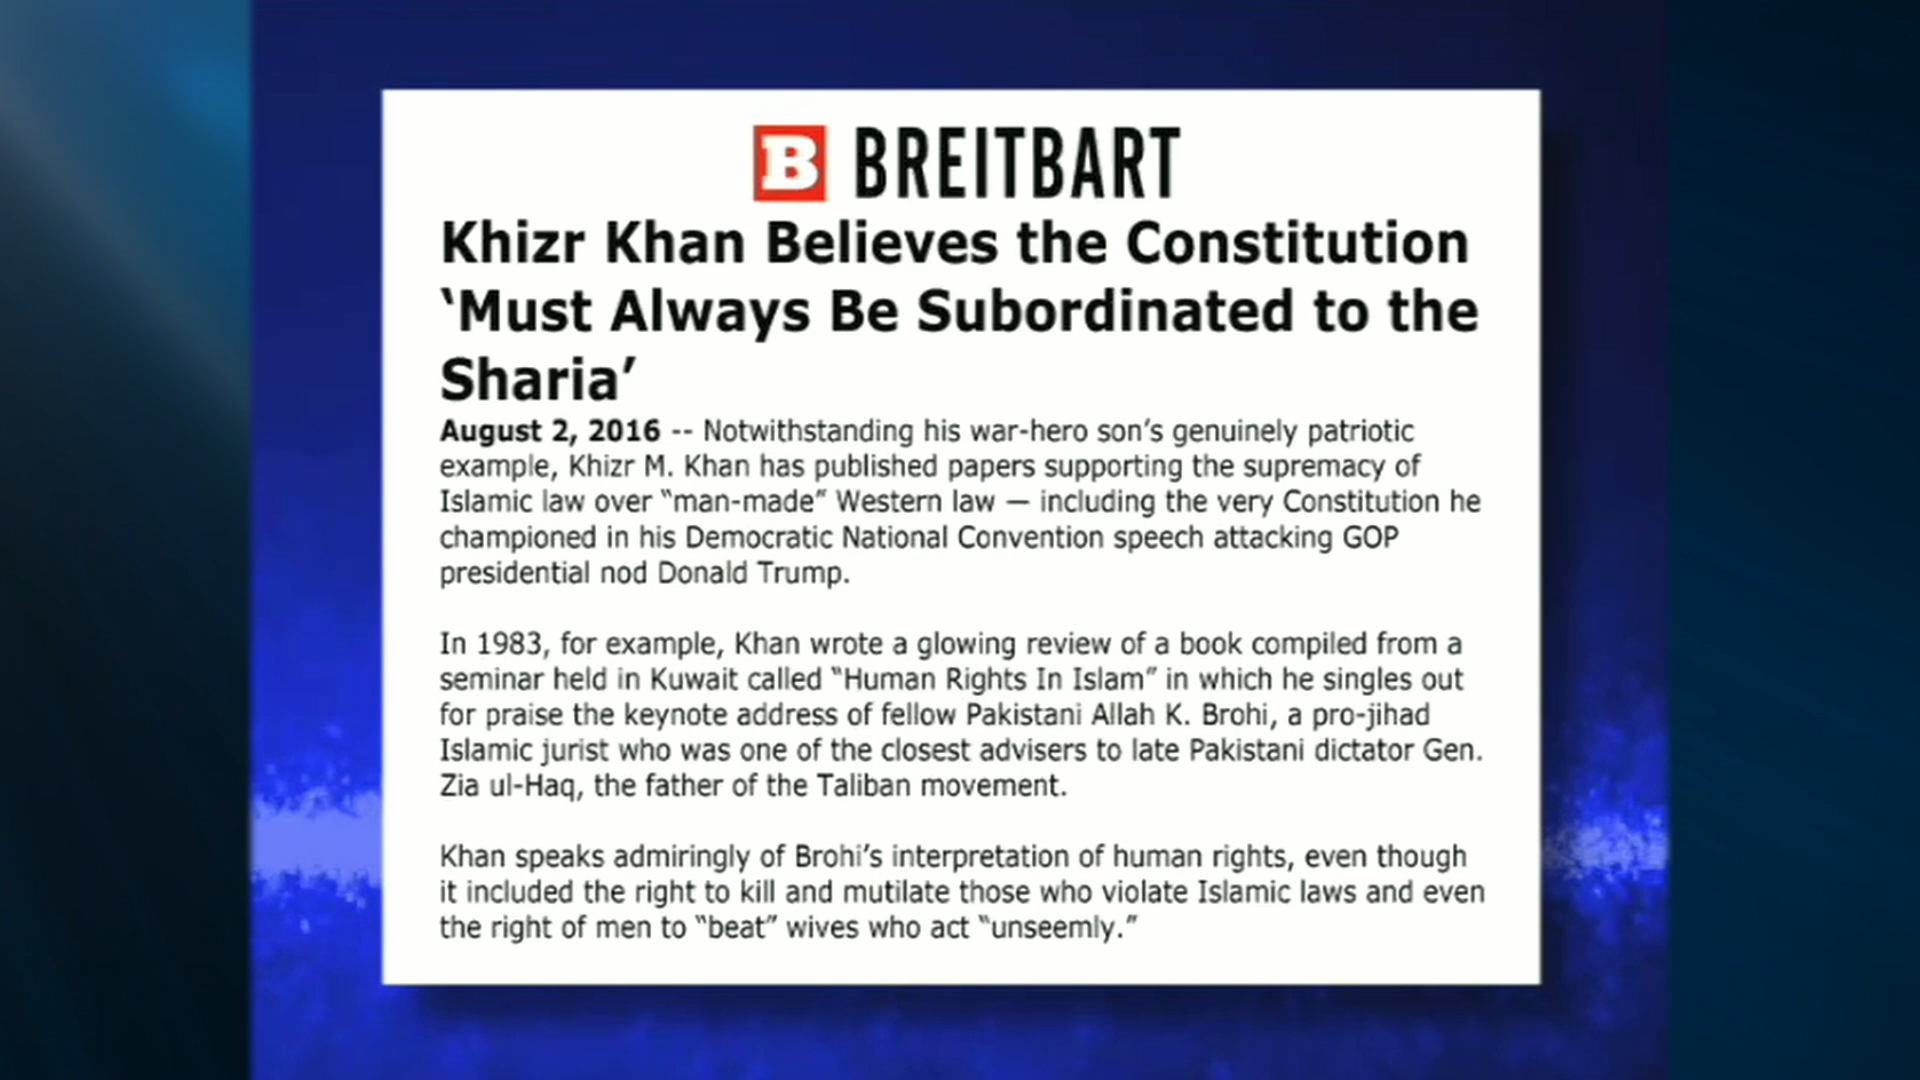 B BREITBART
Khizr Khan Believes the Constitution
‘Must Always Be Subordinated to the
Sharia’
August 2, 2016 -- Notwithstanding his war-hero son’s genuinely patriotic
example, Khizr M. Khan has published papers supporting the supremacy of
Islamic law over “man-made” Western law — including the very Constitution he
championed in his Democratic National Convention speech attacking GOP
presidential nod Donald Trump.
In 1983, for example, Khan wrote a glowing review of a book compiled from a
seminar held in Kuwait called “Human Rights In Islam” in which he singles out
for praise the keynote address of fellow Pakistani Allah K. Brohi, a pro-jihad
Islamic jurist who was one of the closest advisers to late Pakistani dictator Gen.
Zia ul-Haq, the father of the Taliban movement.
Khan speaks admiringly of Brohi’s interpretation of human rights, even though
it included the right to kill and mutilate those who violate Islamic laws and even
the right of men to “beat” wives who act “unseemly.”